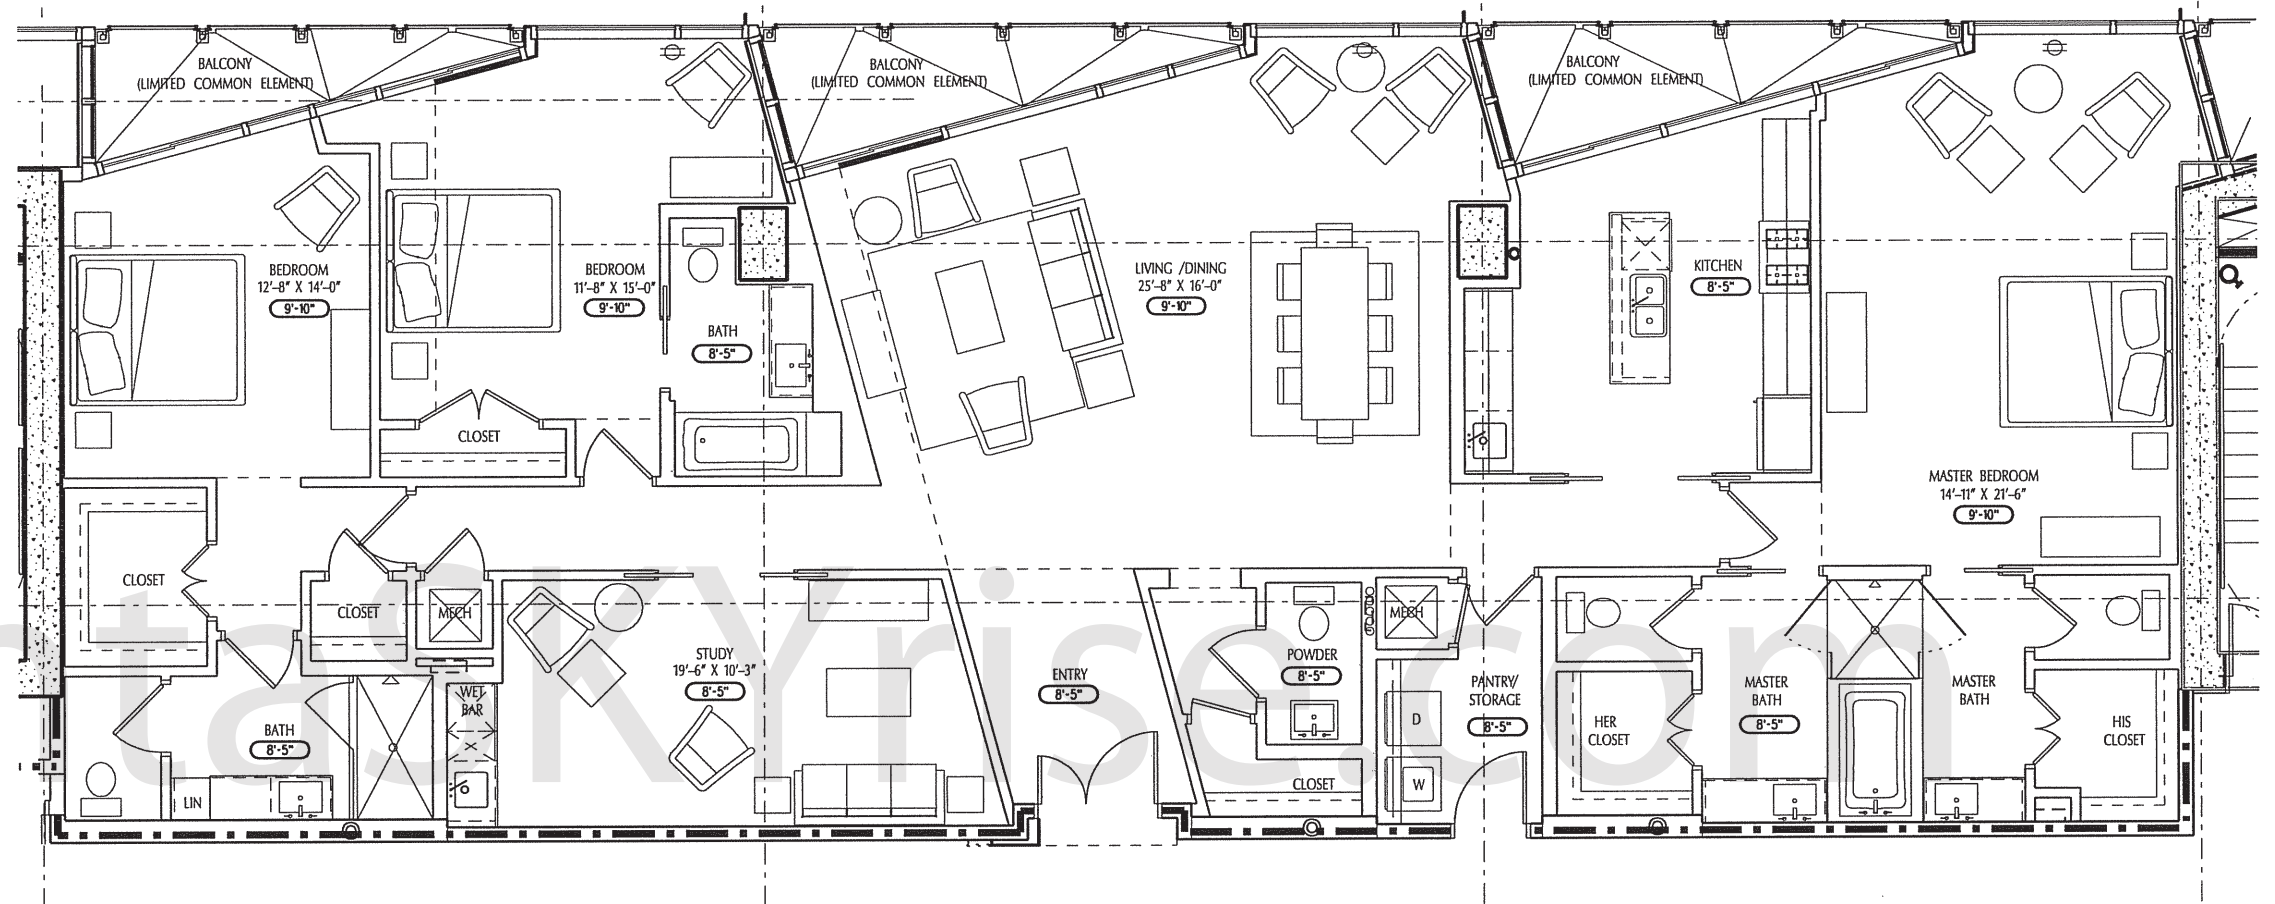 BALCONY
(LIMITED COMMON ELEMENT)
BALCONY
(LIMITED COMMON ELEMENT)
BALCONY
(LIMITED COMMON ELEMENT)
BEDROOM
12'-8" X 14'-0"
9'-10"
BEDROOM
11'-8" X 15'-0"
9'-10"
BATH
8'-5"
LIVING /DINING
25'-8" X 16'-0"
9'-10"
KITCHEN
8'-5"
MASTER BEDROOM
14'-11" X 21'-6"
9'-10"
CLOSET
CLOSET
CLOSET
MECH
WET
BAR
STUDY
19'-6" X 10'-3"
8'-5"
ENTRY
8'-5"
POWDER
8'-5"
CLOSET
MECH
D
W
PANTRY/
STORAGE
8'-5"
HER
CLOSET
MASTER
BATH
8'-5"
MASTER
BATH
HIS
CLOSET
BATH
8'-5"
LIN
ntaSKYrise.com